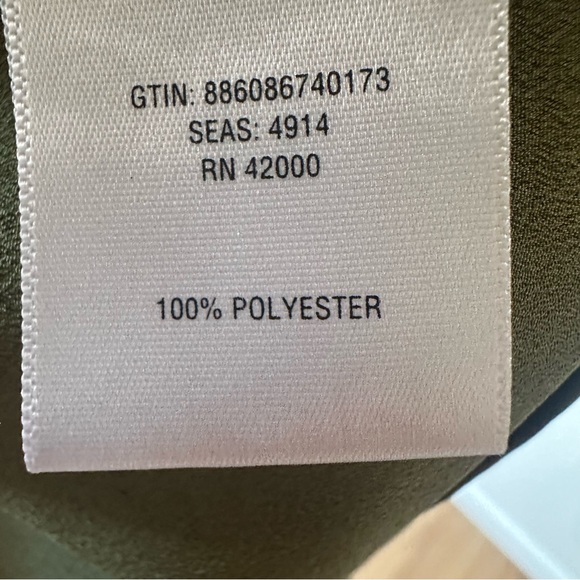 GTIN: 886086740173
SEAS: 4914
RN 42000
100% POLYESTER